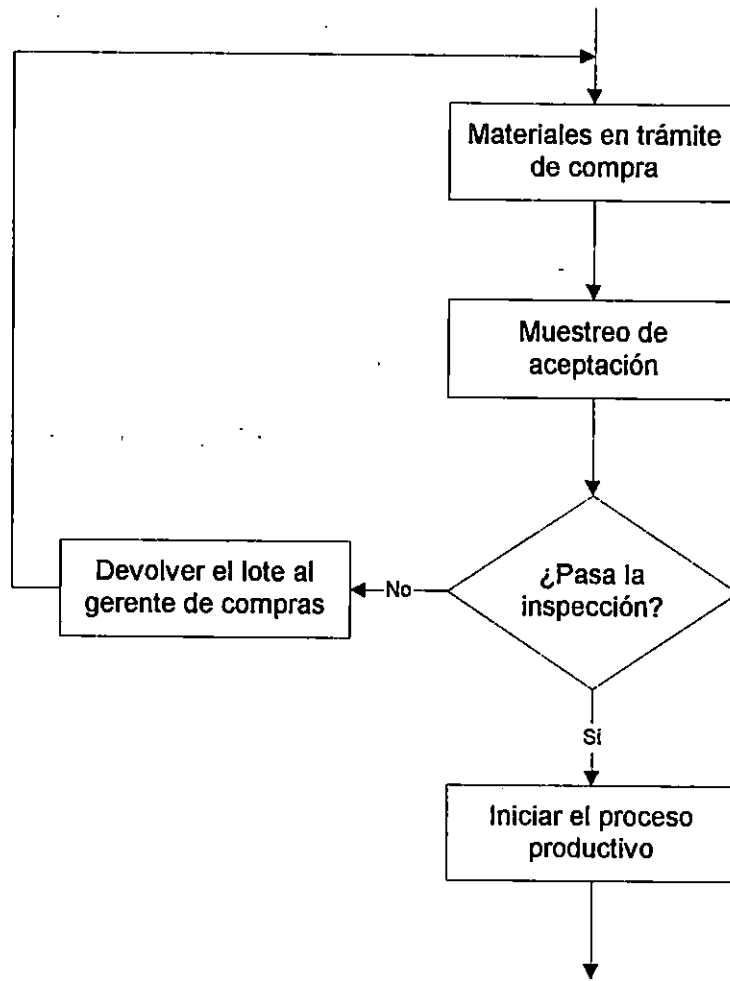 Materiales en trámite
de compra
Muestreo de
aceptación
¿Pasa la
inspección?
No
Devolver el lote al
gerente de compras
Sí
Iniciar el proceso
productivo